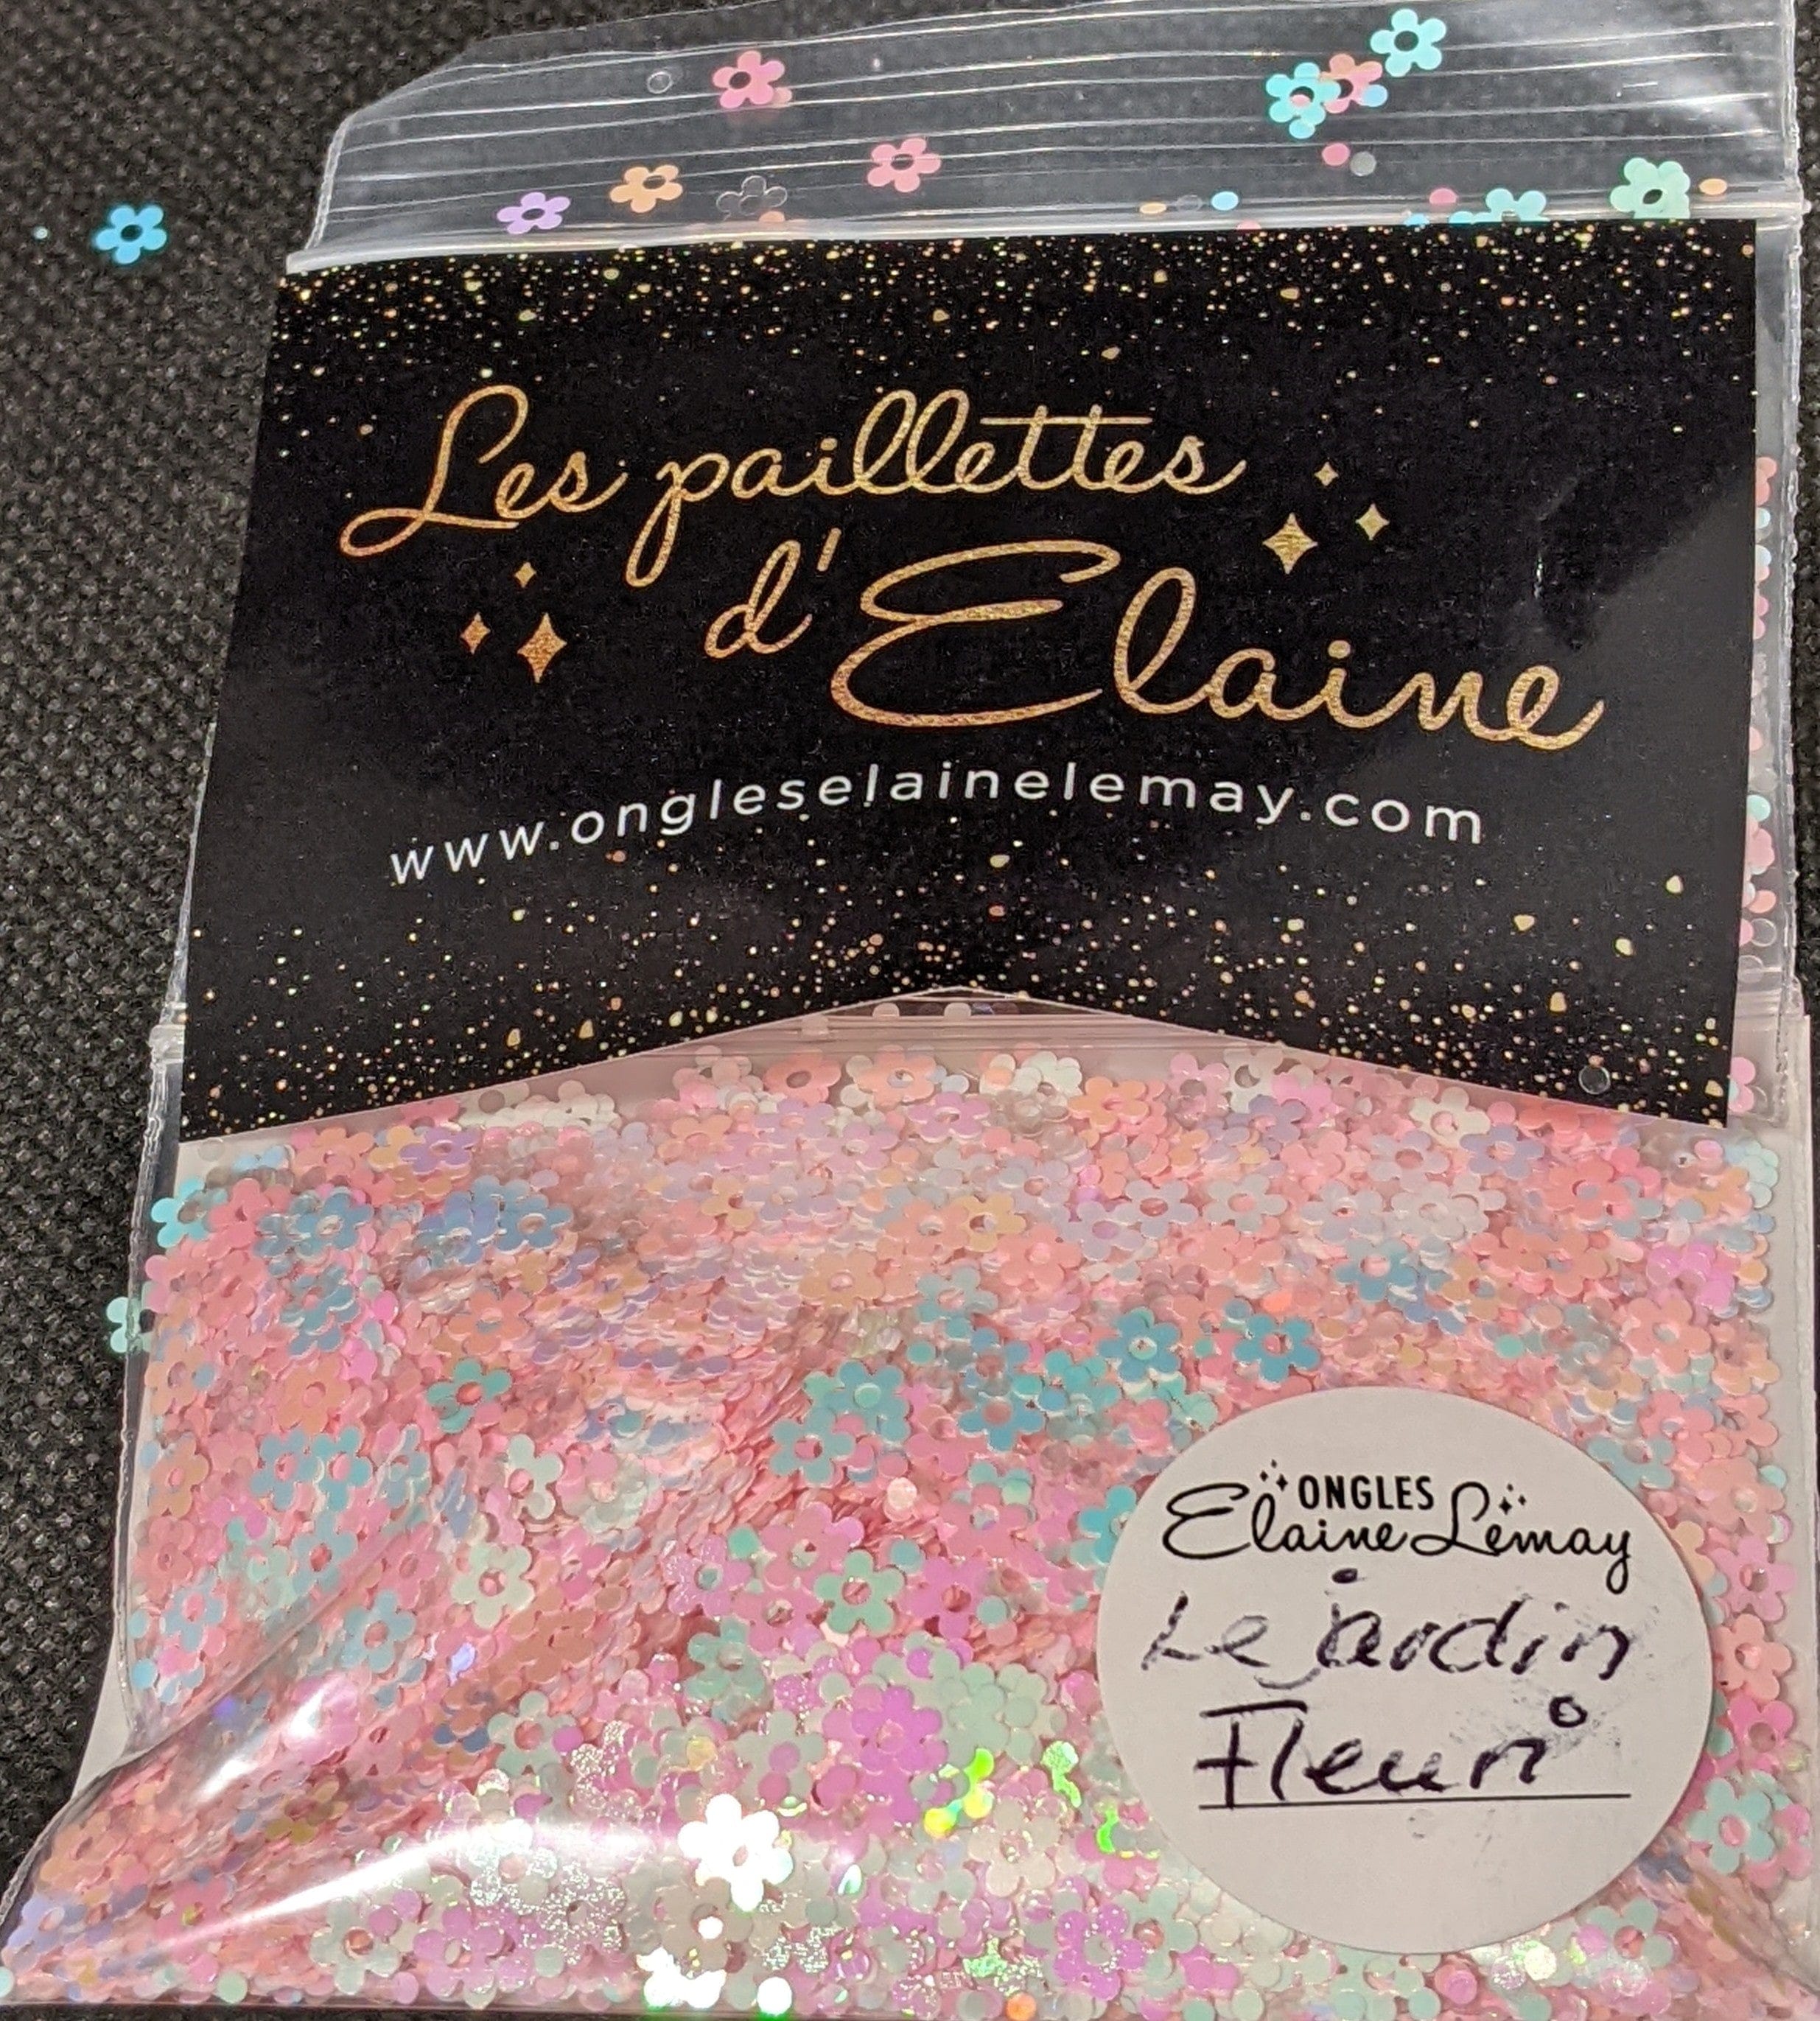 Les paillettes
d'Elaine
www.ongleselainelemay.com
ONGLES
Elaine Lemay
Le jardin
Fleuri